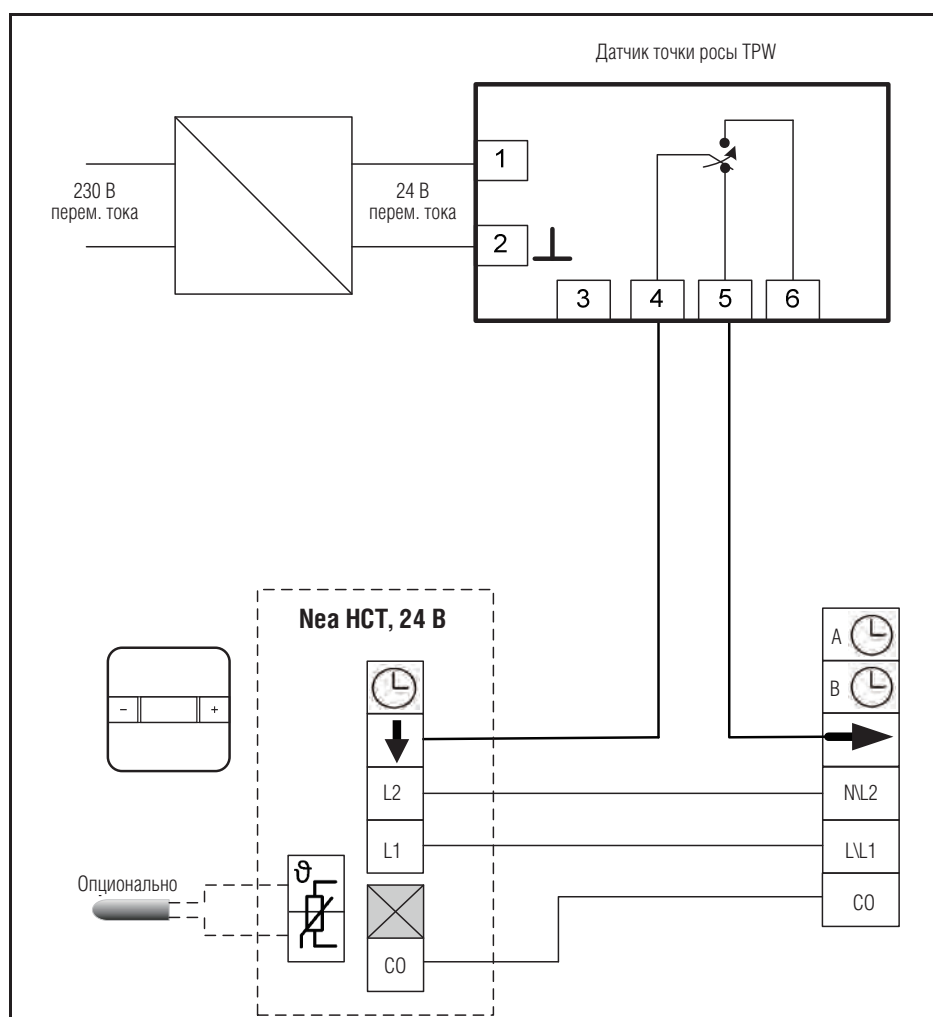 Датчик точки росы TPW
230 В
перем. тока
24 В
перем. тока
1
2
3
4
5
6
Nea HCT, 24 В
A
B
- +
L2
N\L2
L1
L\L1
ϑ
Опционально
CO
CO